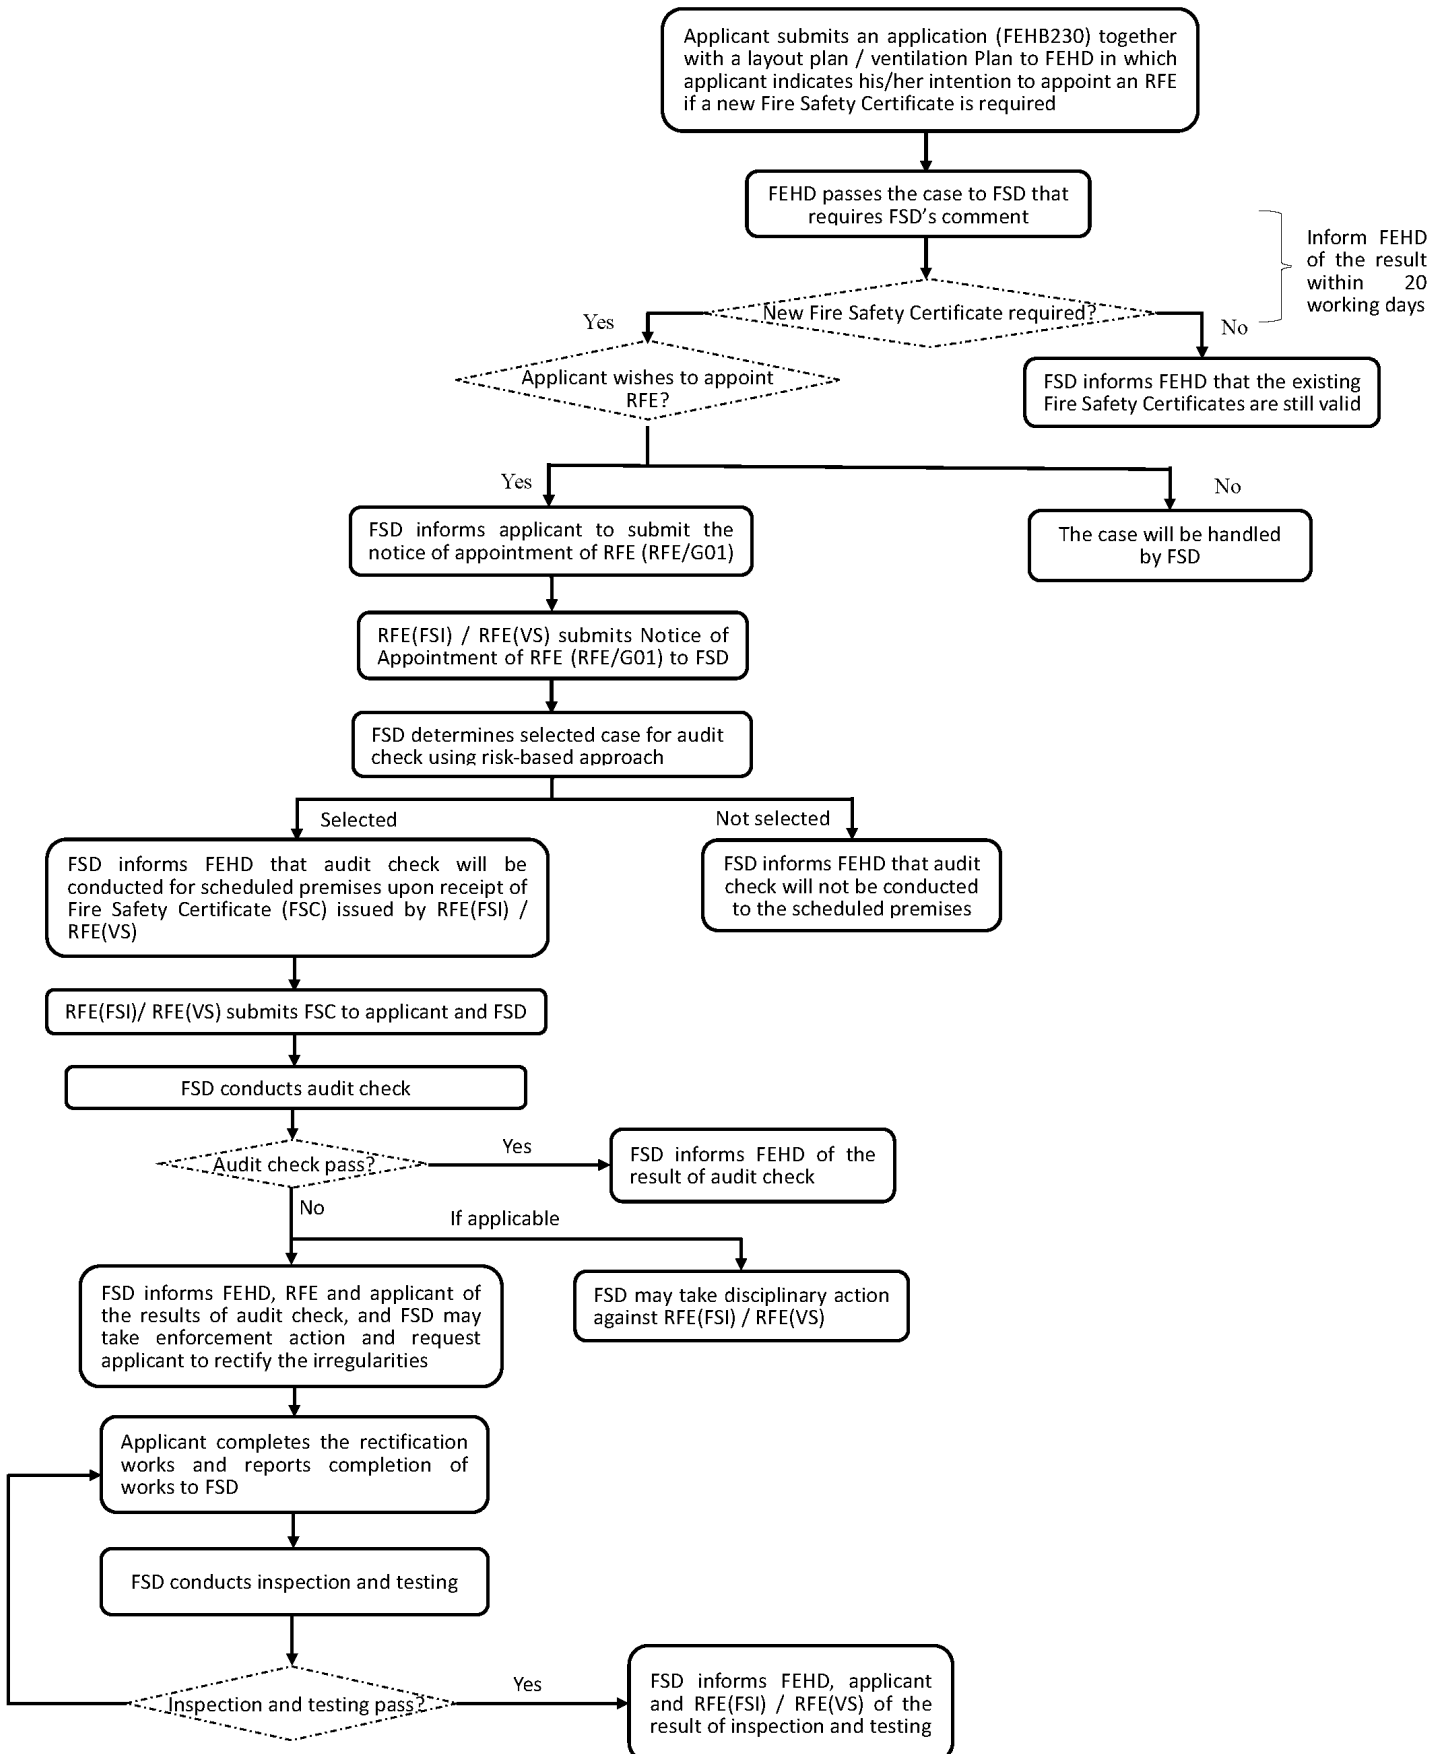 Applicant submits an application (FEHB230) together
with a layout plan / ventilation Plan to FEHD in which
applicant indicates his/her intention to appoint an RFE
if a new Fire Safety Certificate is required
FEHD passes the case to FSD that
requires FSD’s comment
Inform FEHD
of the result
within 20
working days
New Fire Safety Certificate required?
Yes
No
Applicant wishes to appoint
RFE?
FSD informs FEHD that the existing
Fire Safety Certificates are still valid
Yes
No
FSD informs applicant to submit the
notice of appointment of RFE (RFE/G01)
The case will be handled
by FSD
RFE(FSI) / RFE(VS) submits Notice of
Appointment of RFE (RFE/G01) to FSD
FSD determines selected case for audit
check using risk-based approach
Selected
Not selected
FSD informs FEHD that audit check will be
conducted for scheduled premises upon receipt of
Fire Safety Certificate (FSC) issued by RFE(FSI) /
RFE(VS)
FSD informs FEHD that audit
check will not be conducted
to the scheduled premises
RFE(FSI)/ RFE(VS) submits FSC to applicant and FSD
FSD conducts audit check
Audit check pass?
Yes
FSD informs FEHD of the
result of audit check
No
If applicable
FSD informs FEHD, RFE and applicant of
the results of audit check, and FSD may
take enforcement action and request
applicant to rectify the irregularities
FSD may take disciplinary action
against RFE(FSI) / RFE(VS)
Applicant completes the rectification
works and reports completion of
works to FSD
FSD conducts inspection and testing
Inspection and testing pass?
Yes
FSD informs FEHD, applicant
and RFE(FSI) / RFE(VS) of the
result of inspection and testing